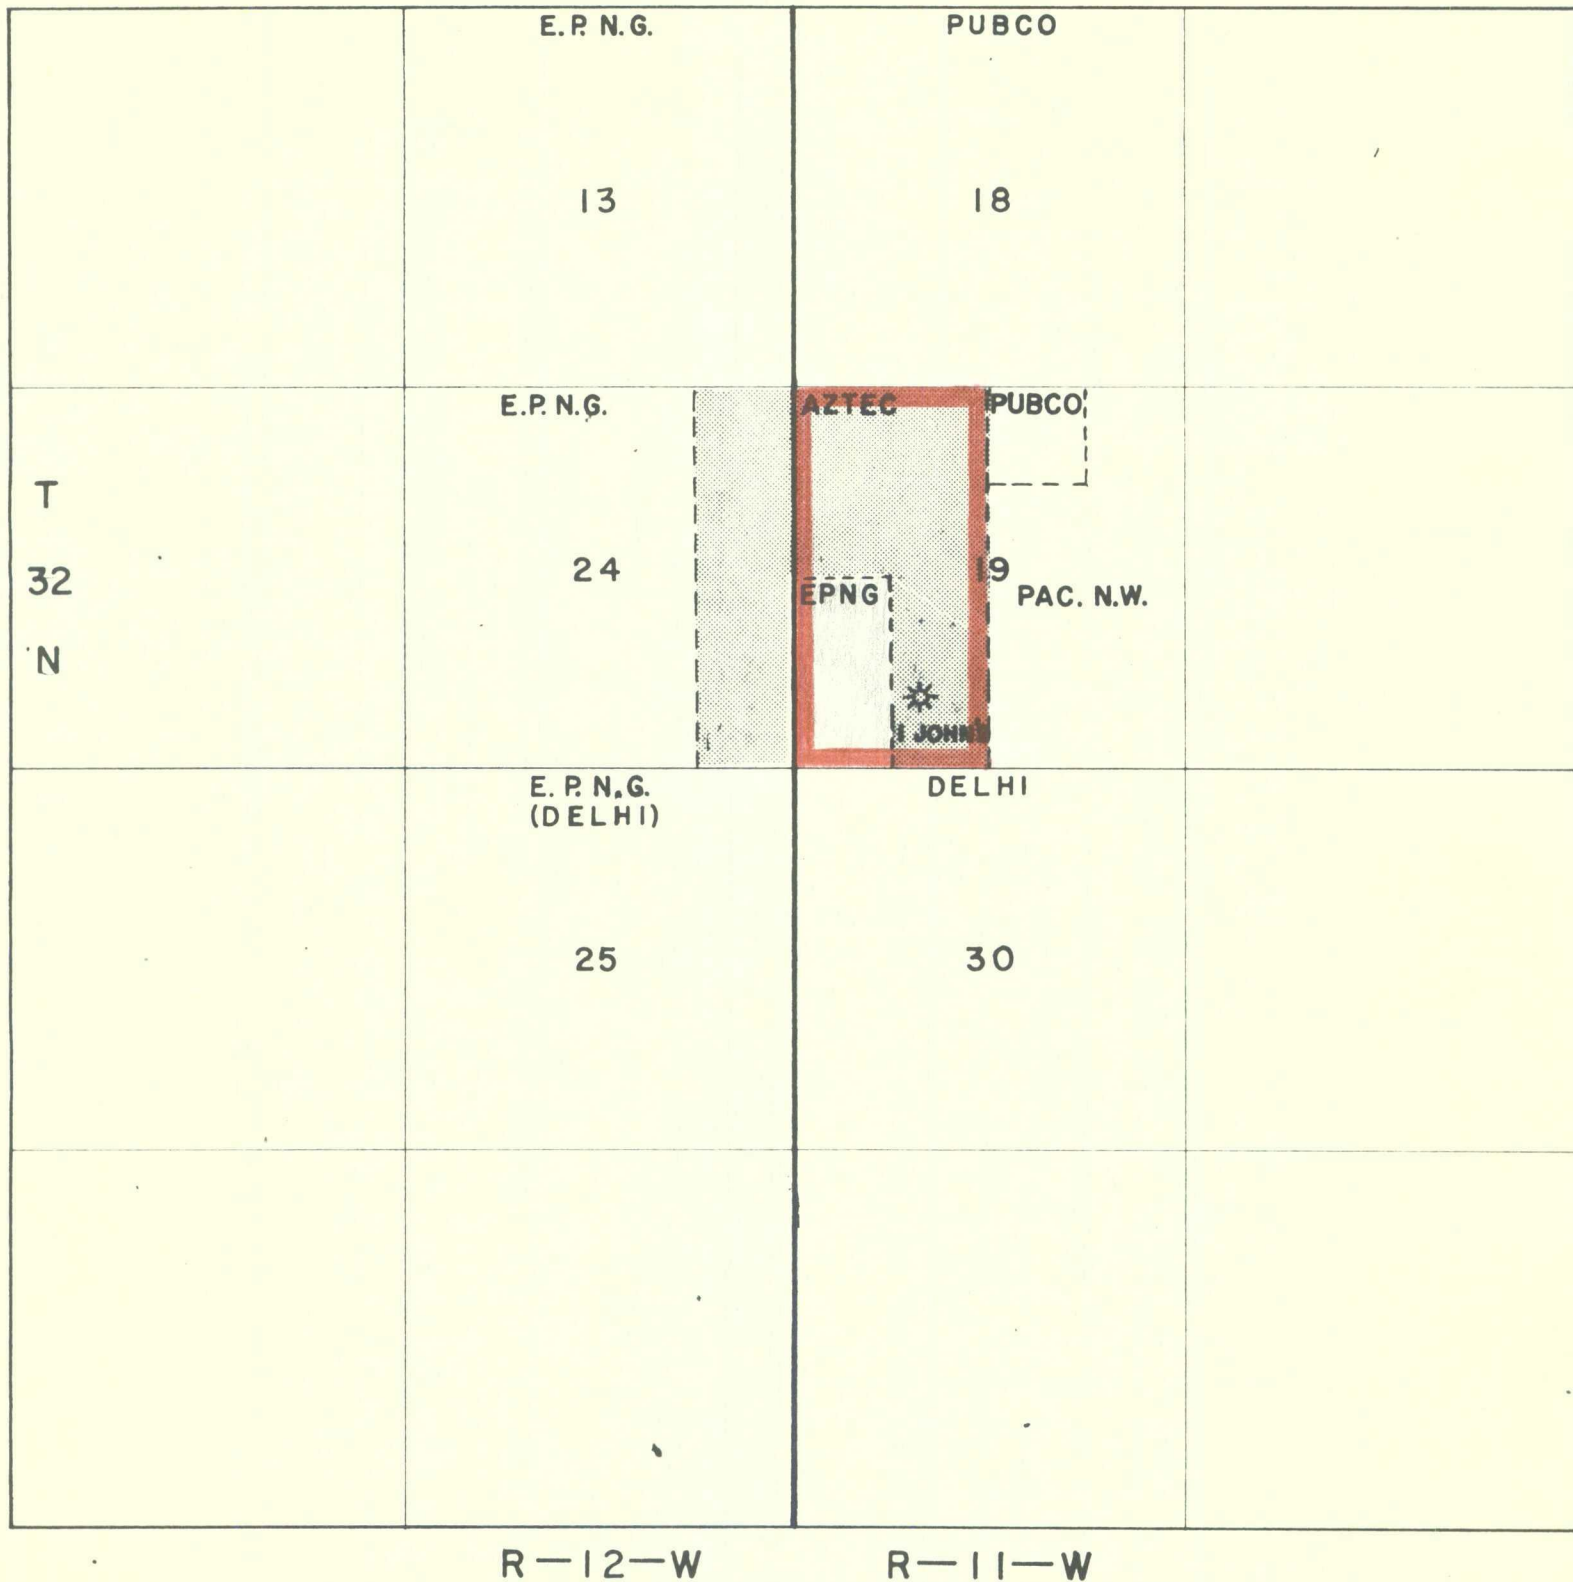 E. P. N. G.
PUBCO
13
18
E. P. N. G.
AZTEC
PUBCO
T
32
N
24
19
EPNG
PAC. N.W.
E. P. N. G.
(DELHI)
DELHI
25
30
R—12—W
R—11—W